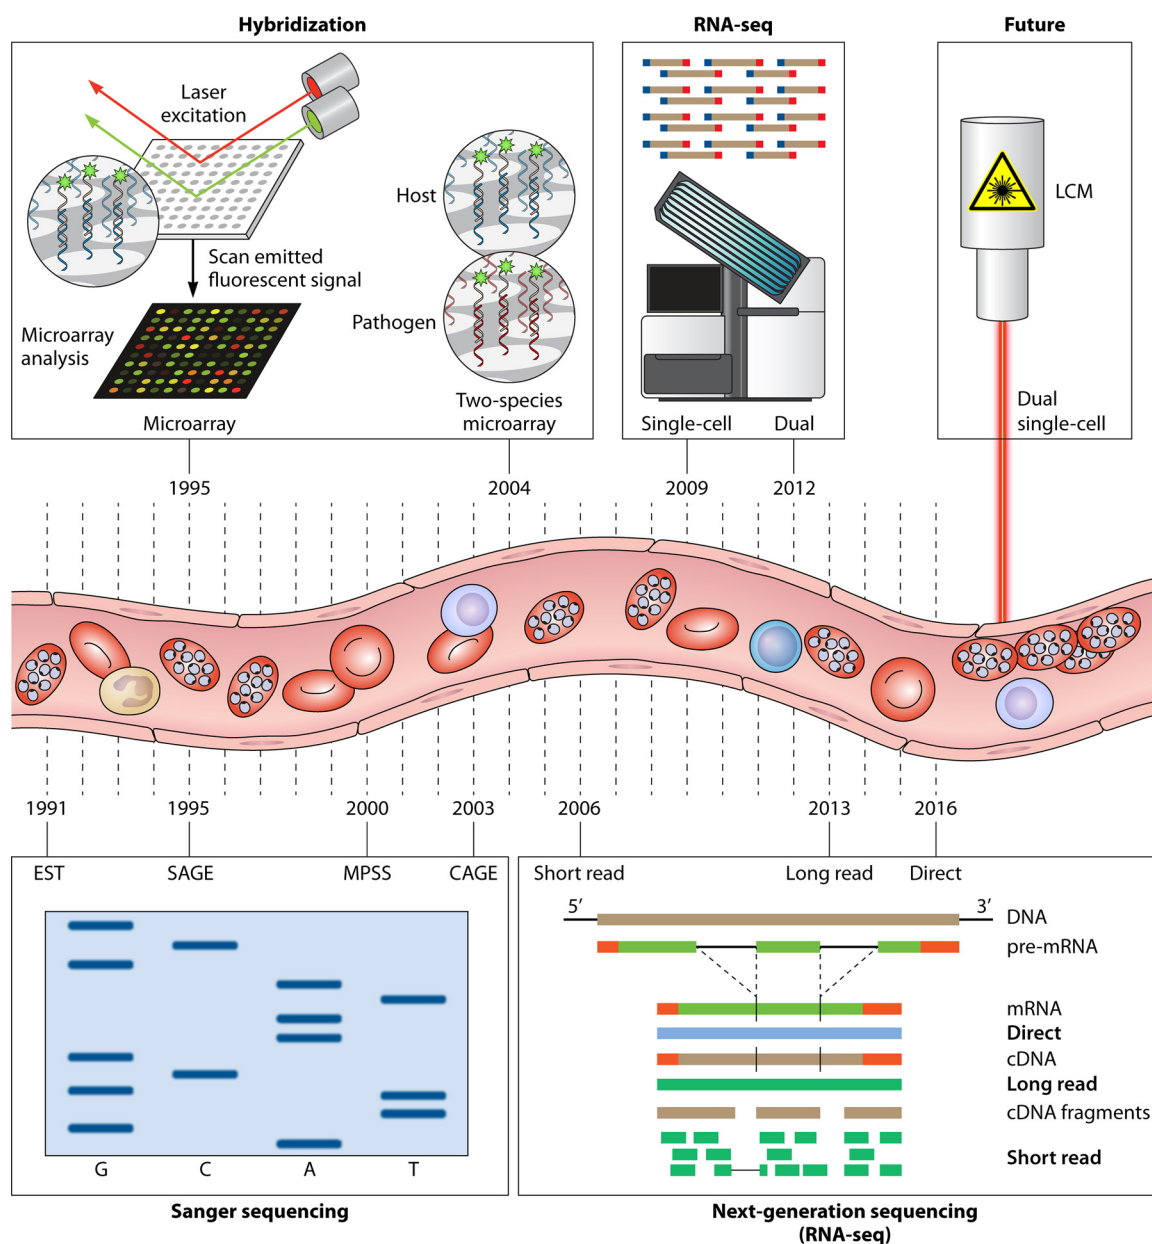 Hybridization
RNA-seq
Future
Laser
excitation
Host
Scan emitted
fluorescent signal
Pathogen
Microarray
analysis
Microarray
Two-species
microarray
Single-cell
Dual
LCM
Dual
single-cell
1995
2004
2009
2012
1991
1995
2000
2003
2006
2013
2016
EST
SAGE
MPSS
CAGE
Short read
Long read
Direct
5′
3′
DNA
pre-mRNA
mRNA
Direct
cDNA
Long read
cDNA fragments
Short read
G
C
A
T
Sanger sequencing
Next-generation sequencing
(RNA-seq)